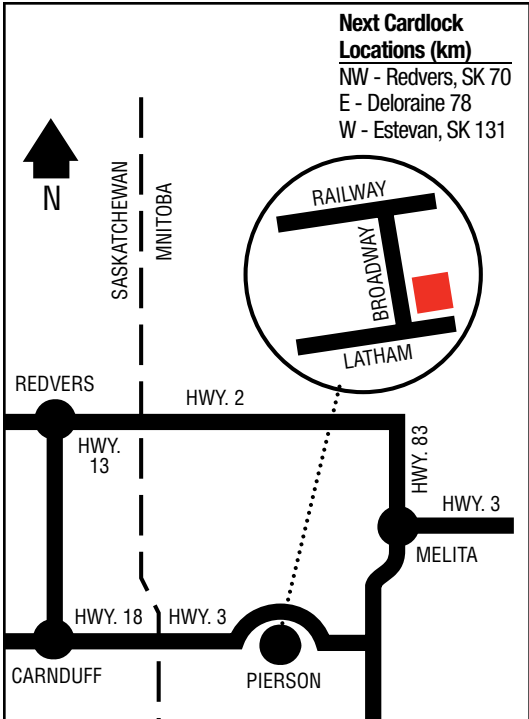 Next Cardlock
Locations (km)
NW - Redvers, SK 70
E - Deloraine 78
W - Estevan, SK 131
N
SASKATCHEWAN
MNITOBA
RAILWAY
BROADWAY
LATHAM
REDVERS
HWY. 2
HWY.
13
HWY. 83
HWY. 3
MELITA
HWY. 18
HWY. 3
CARNDUFF
PIERSON